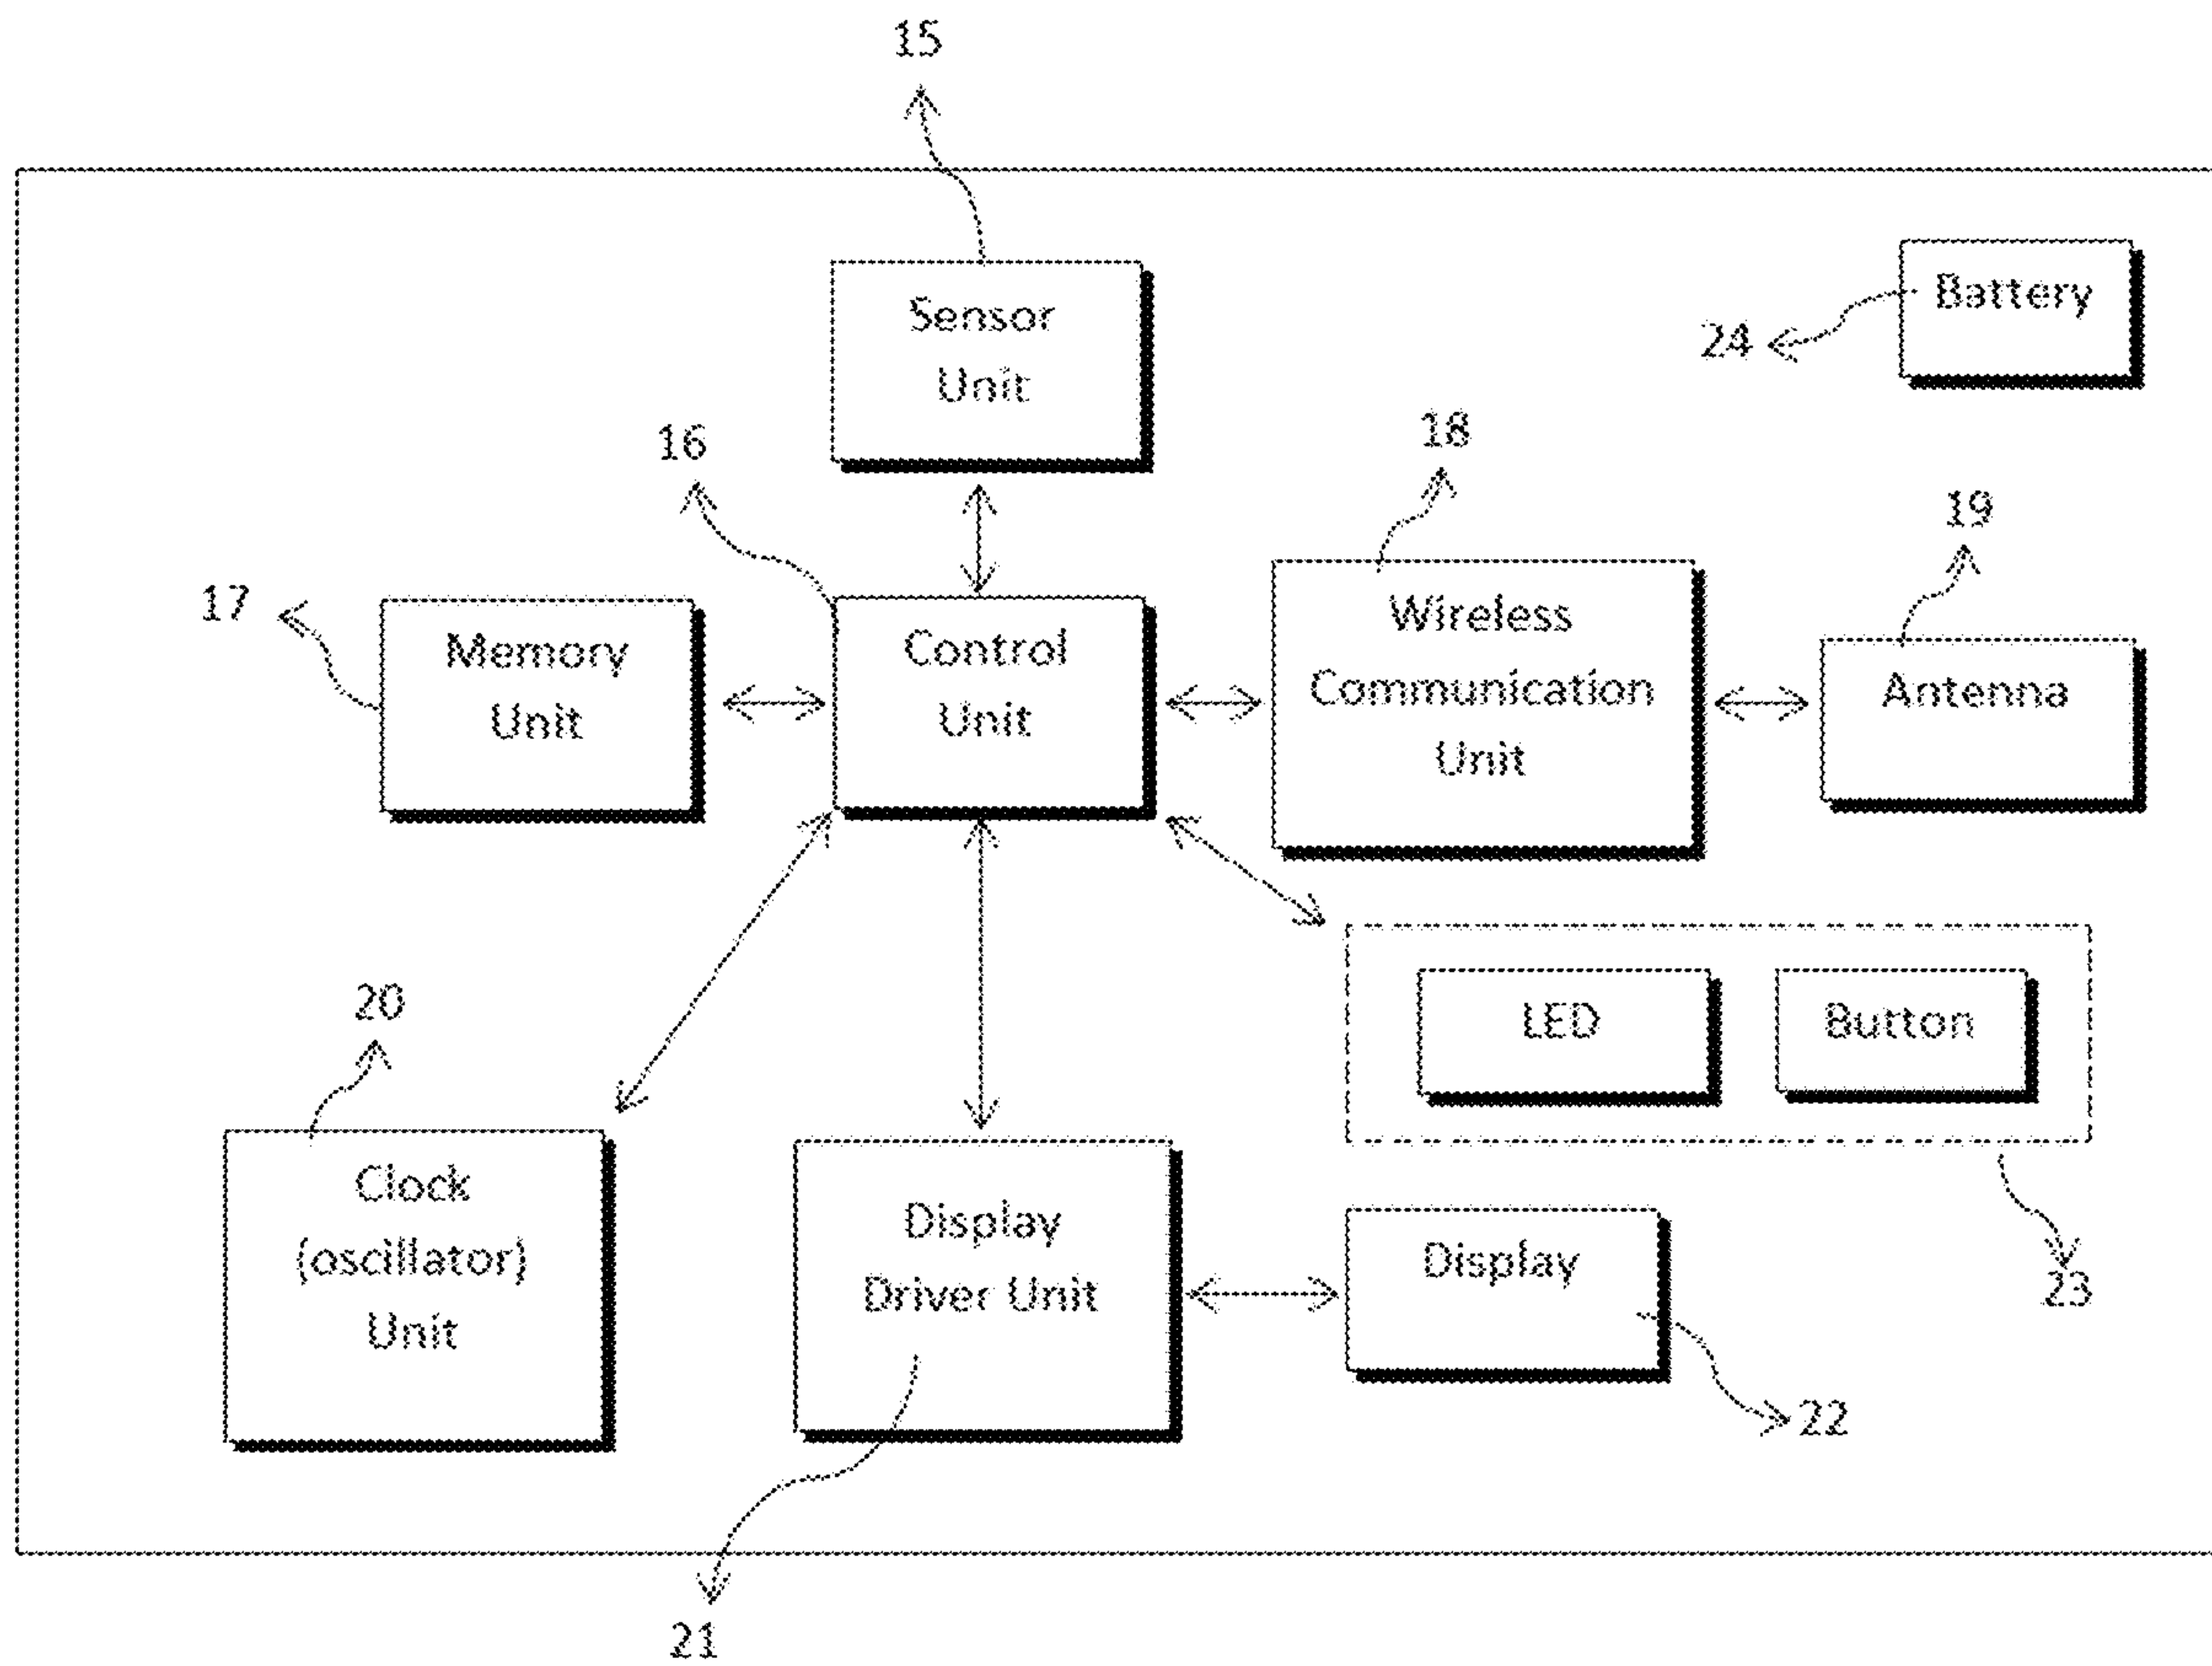 15
Sensor
Unit
Battery
24
16
18
19
17
Memory
Unit
Control
Unit
Wireless
Communication
Unit
Antenna
20
LED
Button
Clock
(oscillator)
Unit
Display
Driver Unit
Display
23
22
21